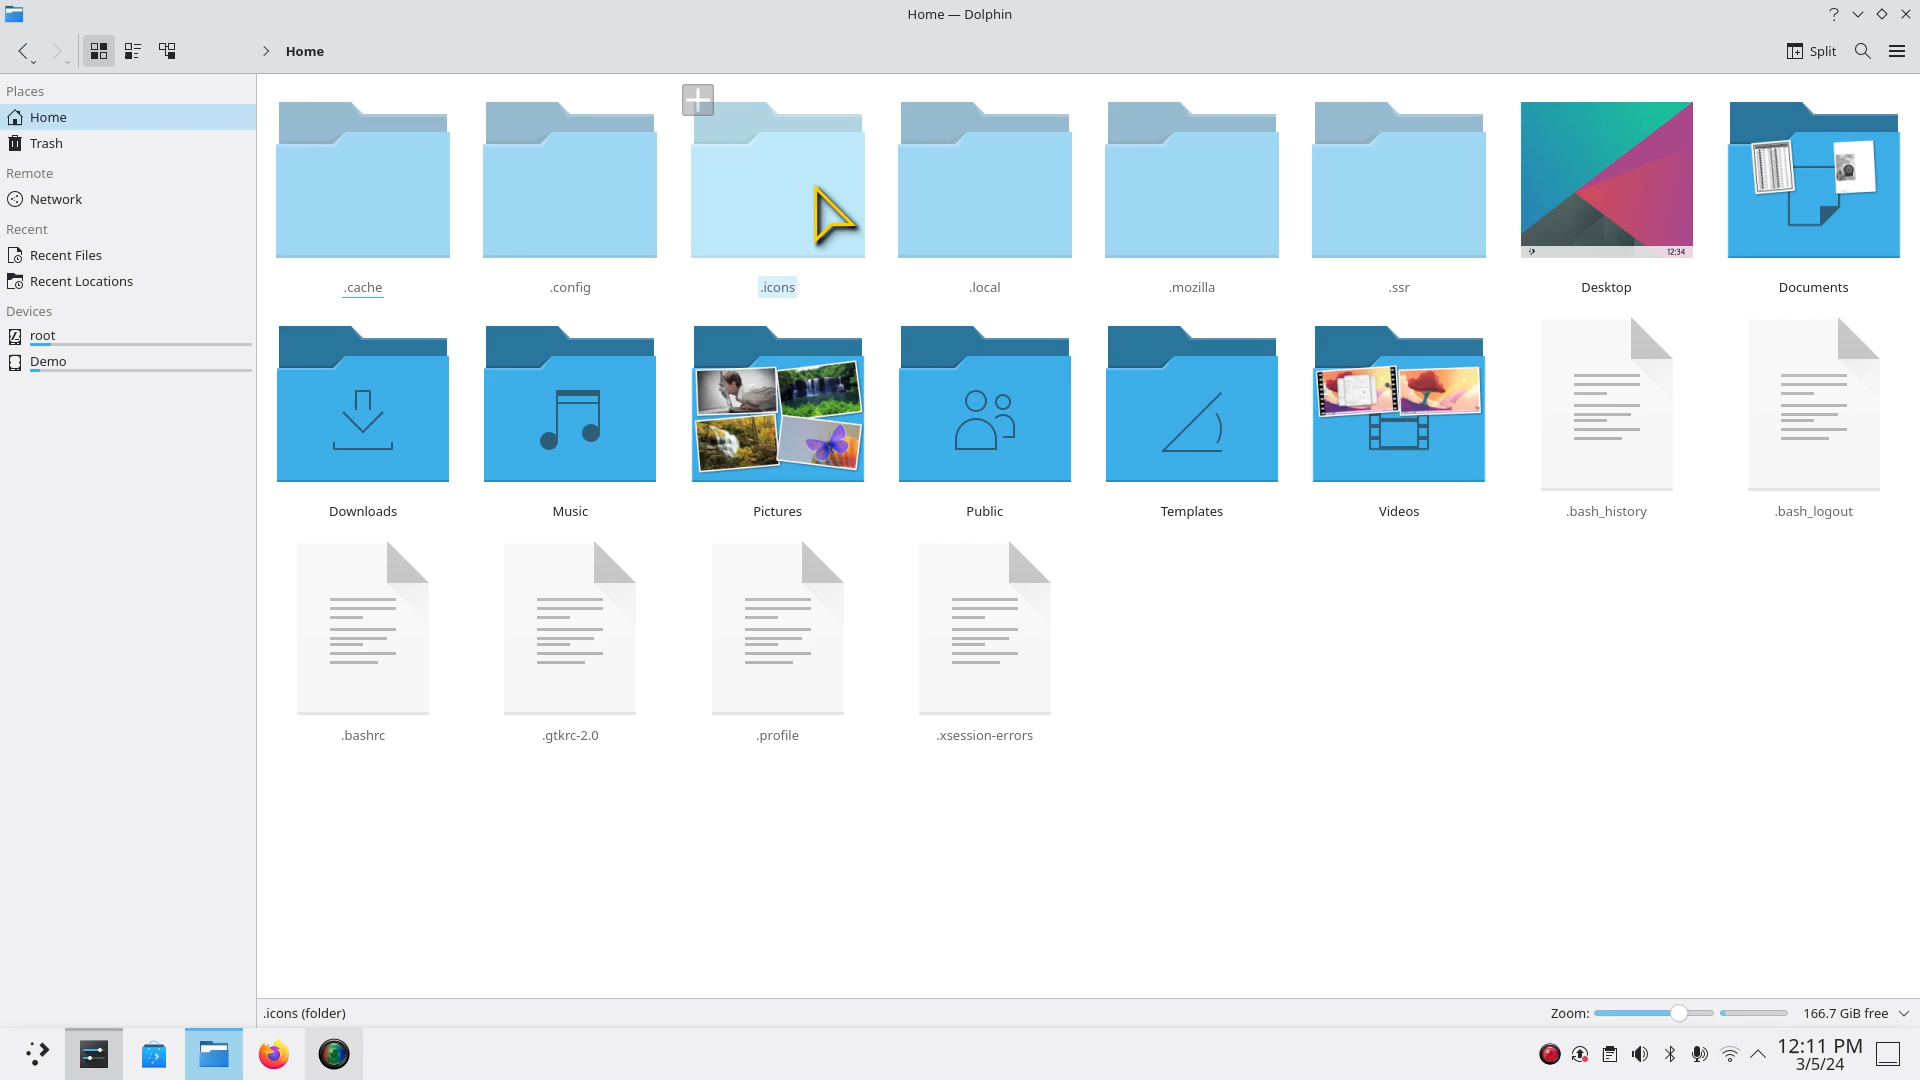 Home — Dolphin
Home
Split
Places
Home
Trash
Remote
Network
Recent
Recent Files
Recent Locations
Devices
root
Demo
.cache
.config
.icons
.local
.mozilla
.ssr
12:34
Desktop
Documents
Downloads
Music
Pictures
Public
Templates
Videos
.bash_history
.bash_logout
.bashrc
.gtkrc-2.0
.profile
.xsession-errors
.icons (folder)
Zoom:
166.7 GiB free
12:11 PM
3/5/24